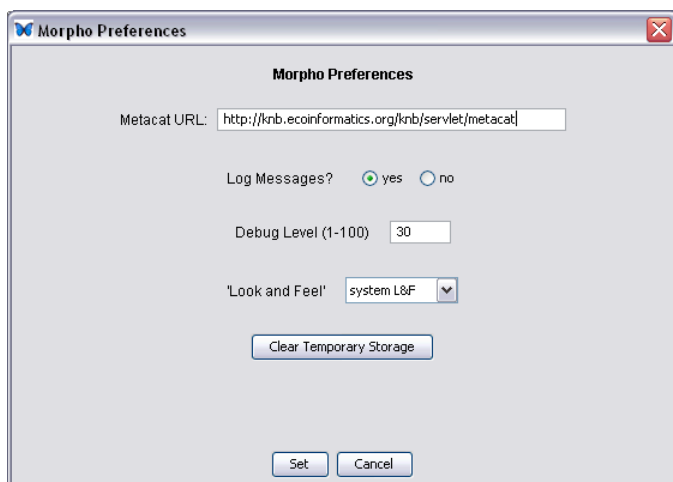 Morpho Preferences
Morpho Preferences
Metacat URL: http://knb.ecoinformatics.org/knb/servlet/metacat
Log Messages? yes no
Debug Level (1-100) 30
'Look and Feel' system L&F
Clear Temporary Storage
Set Cancel